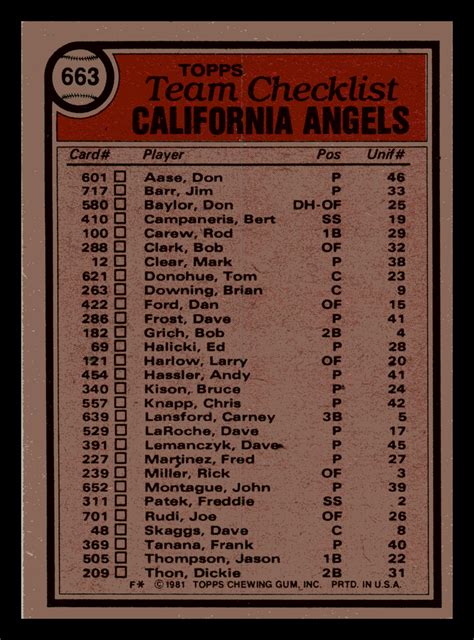 663
TOPPS
Team Checklist
CALIFORNIA ANGELS
Card# Player Pos Unif#
601 Aase, Don P 46
717 Barr, Jim P 33
580 Baylor, Don DH-OF 25
410 Campaneris, Bert SS 19
100 Carew, Rod 1B 29
288 Clark, Bob OF 32
12 Clear, Mark P 38
621 Donohue, Tom C 23
263 Downing, Brian C 9
422 Ford, Dan OF 15
286 Frost, Dave P 41
182 Grich, Bob 2B 4
69 Halicki, Ed P 28
121 Harlow, Larry OF 20
454 Hassler, Andy P 41
340 Kison, Bruce P 24
557 Knapp, Chris P 42
639 Lansford, Carney 3B 5
529 LaRoche, Dave P 17
391 Lemanczyk, Dave P 45
227 Martinez, Fred P 27
239 Miller, Rick OF 3
652 Montague, John P 39
311 Patek, Freddie SS 2
701 Rudi, Joe OF 26
48 Skaggs, Dave C 8
369 Tanana, Frank P 40
505 Thompson, Jason 1B 22
209 Thon, Dickie 2B 31
F* ©1981 TOPPS CHEWING GUM, INC. PRTD. IN U.S.A.